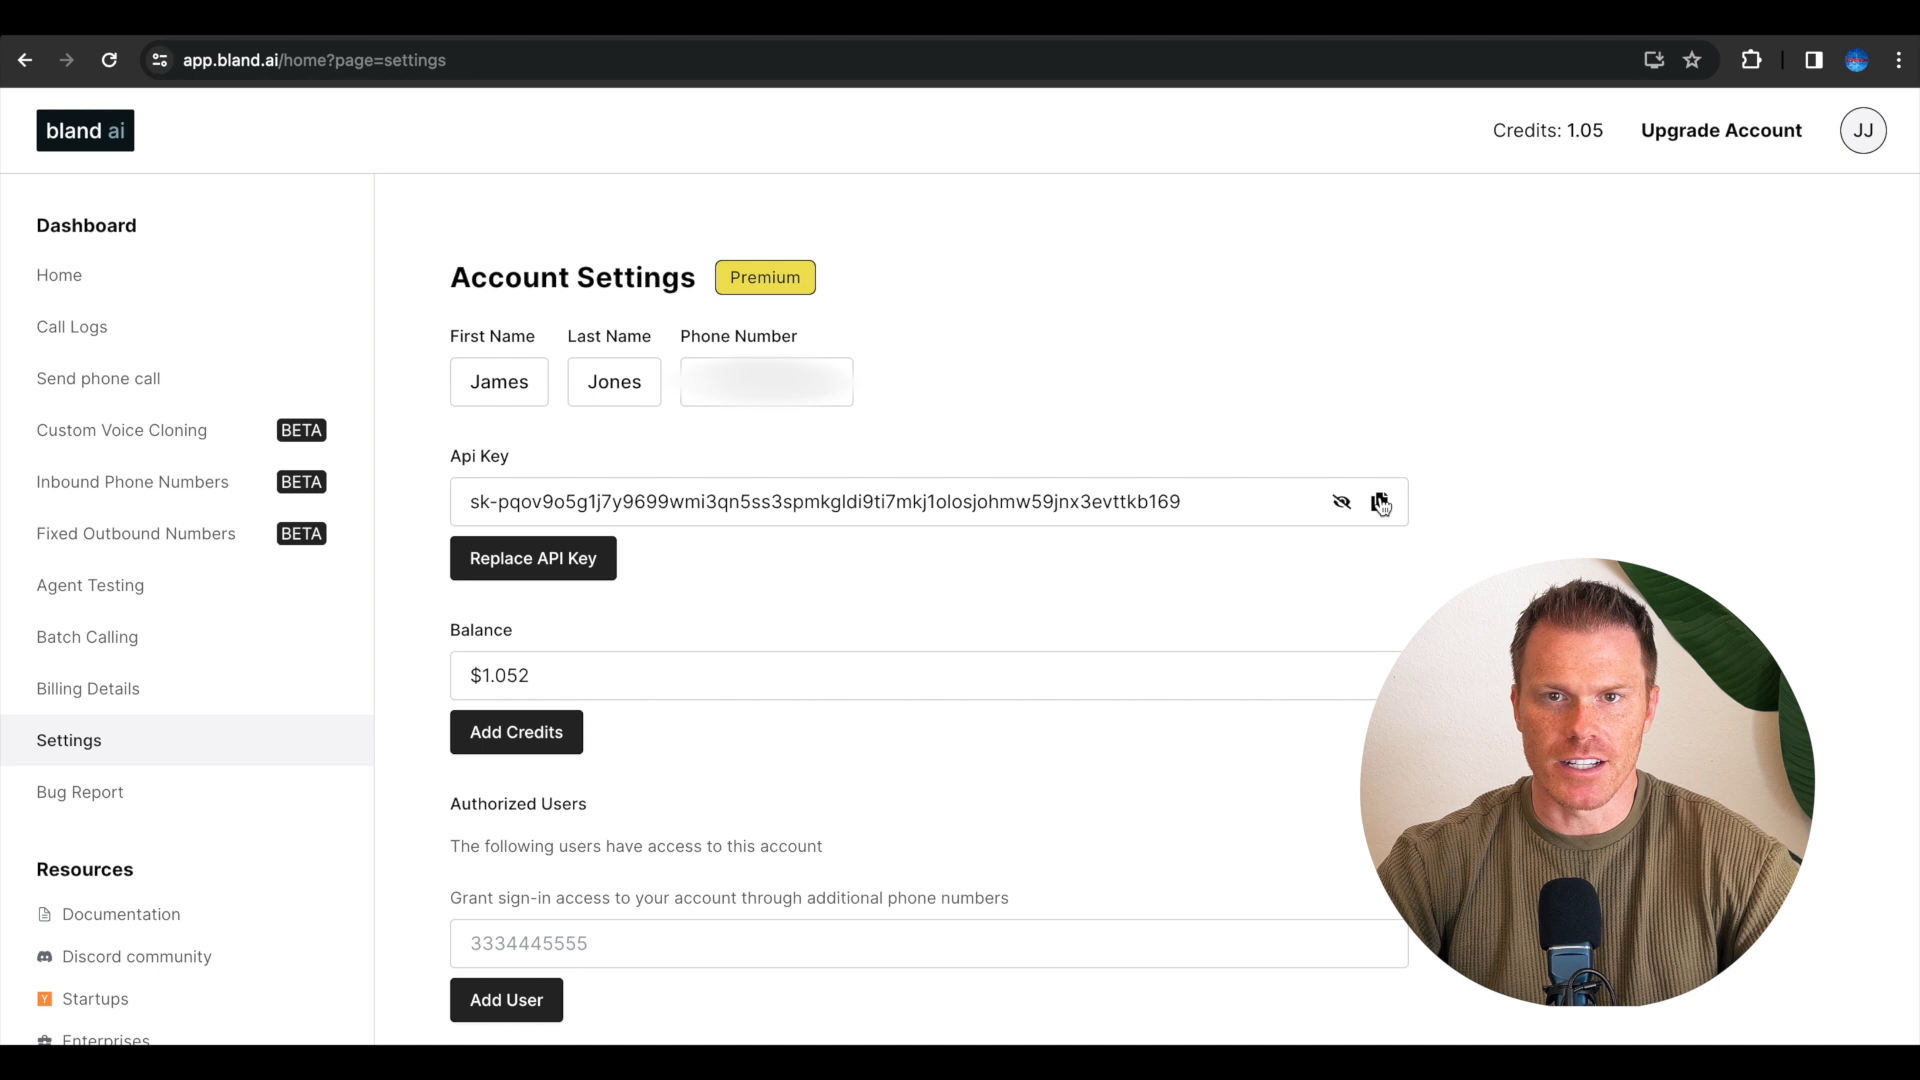 app.bland.ai/home?page=settings
bland ai
Credits: 1.05
Upgrade Account
JJ
Dashboard
Home
Call Logs
Send phone call
Custom Voice Cloning BETA
Inbound Phone Numbers BETA
Fixed Outbound Numbers BETA
Agent Testing
Batch Calling
Billing Details
Settings
Bug Report
Resources
Documentation
Discord community
Y Startups
Enterprises
Account Settings Premium
First Name Last Name Phone Number
James Jones
Api Key
sk-pqov9o5g1j7y9699wmi3qn5ss3spmkgldi9ti7mkj1olosjohmw59jnx3evttkb169
Replace API Key
Balance
$1.052
Add Credits
Authorized Users
The following users have access to this account
Grant sign-in access to your account through additional phone numbers
3334445555
Add User